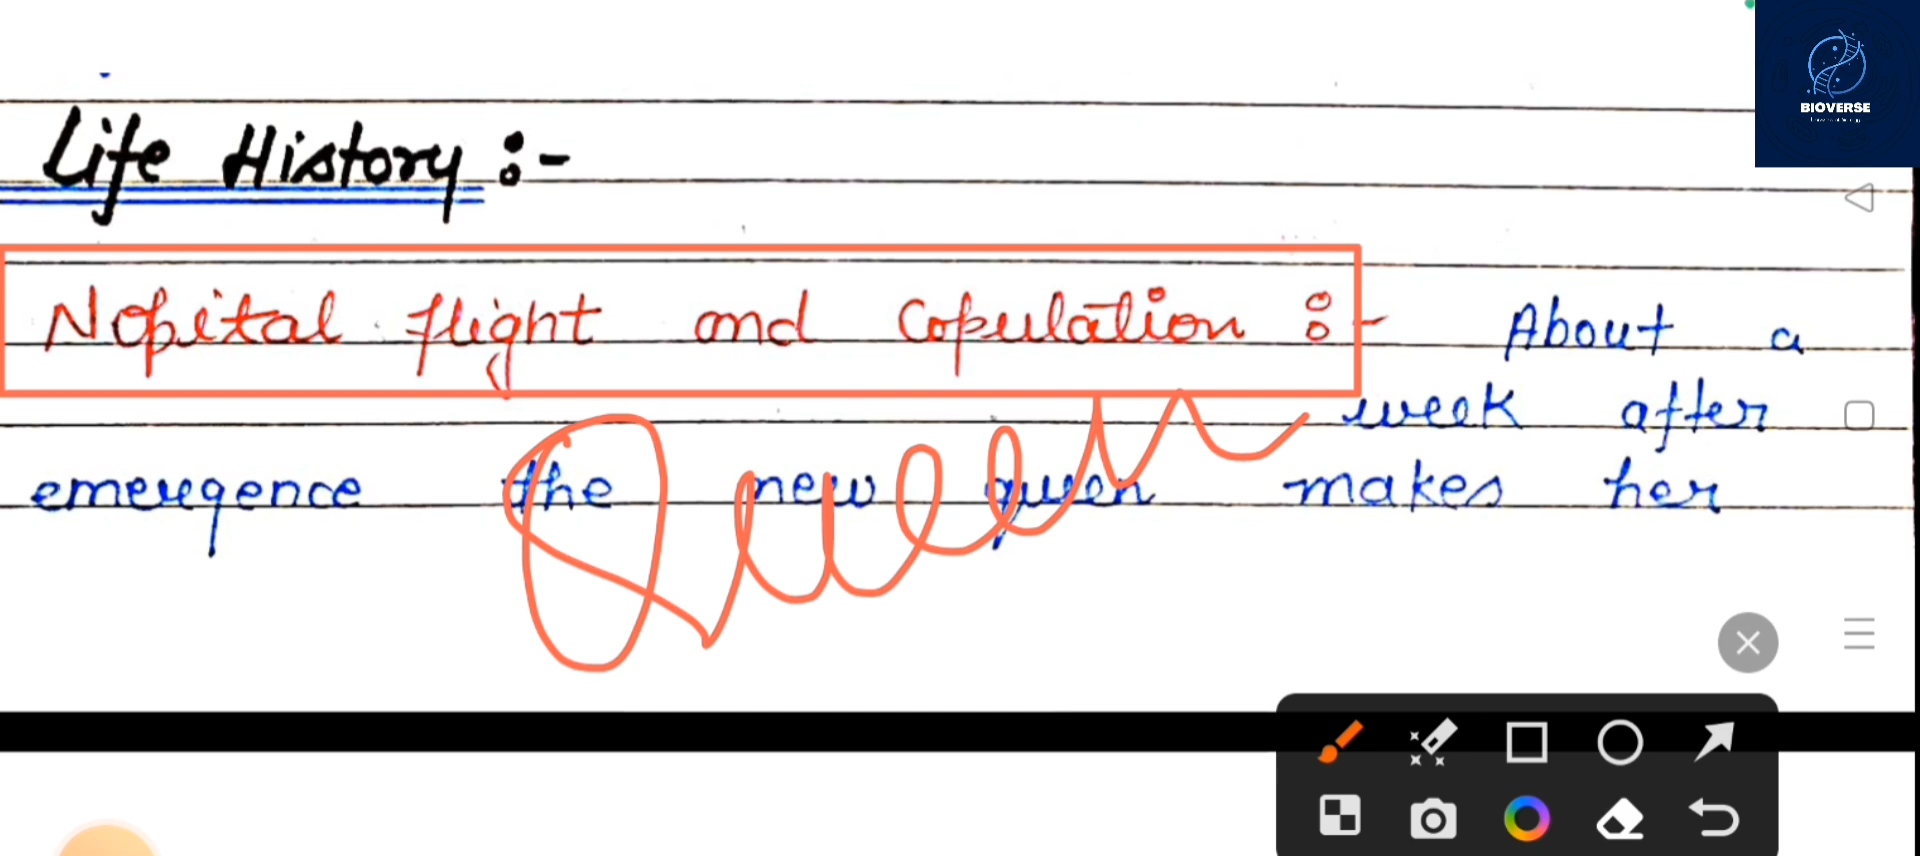 BIOVERSE
Life History :-
Nopital flight and Copulation :- About a
week after
emergence the new queen makes her
Queen